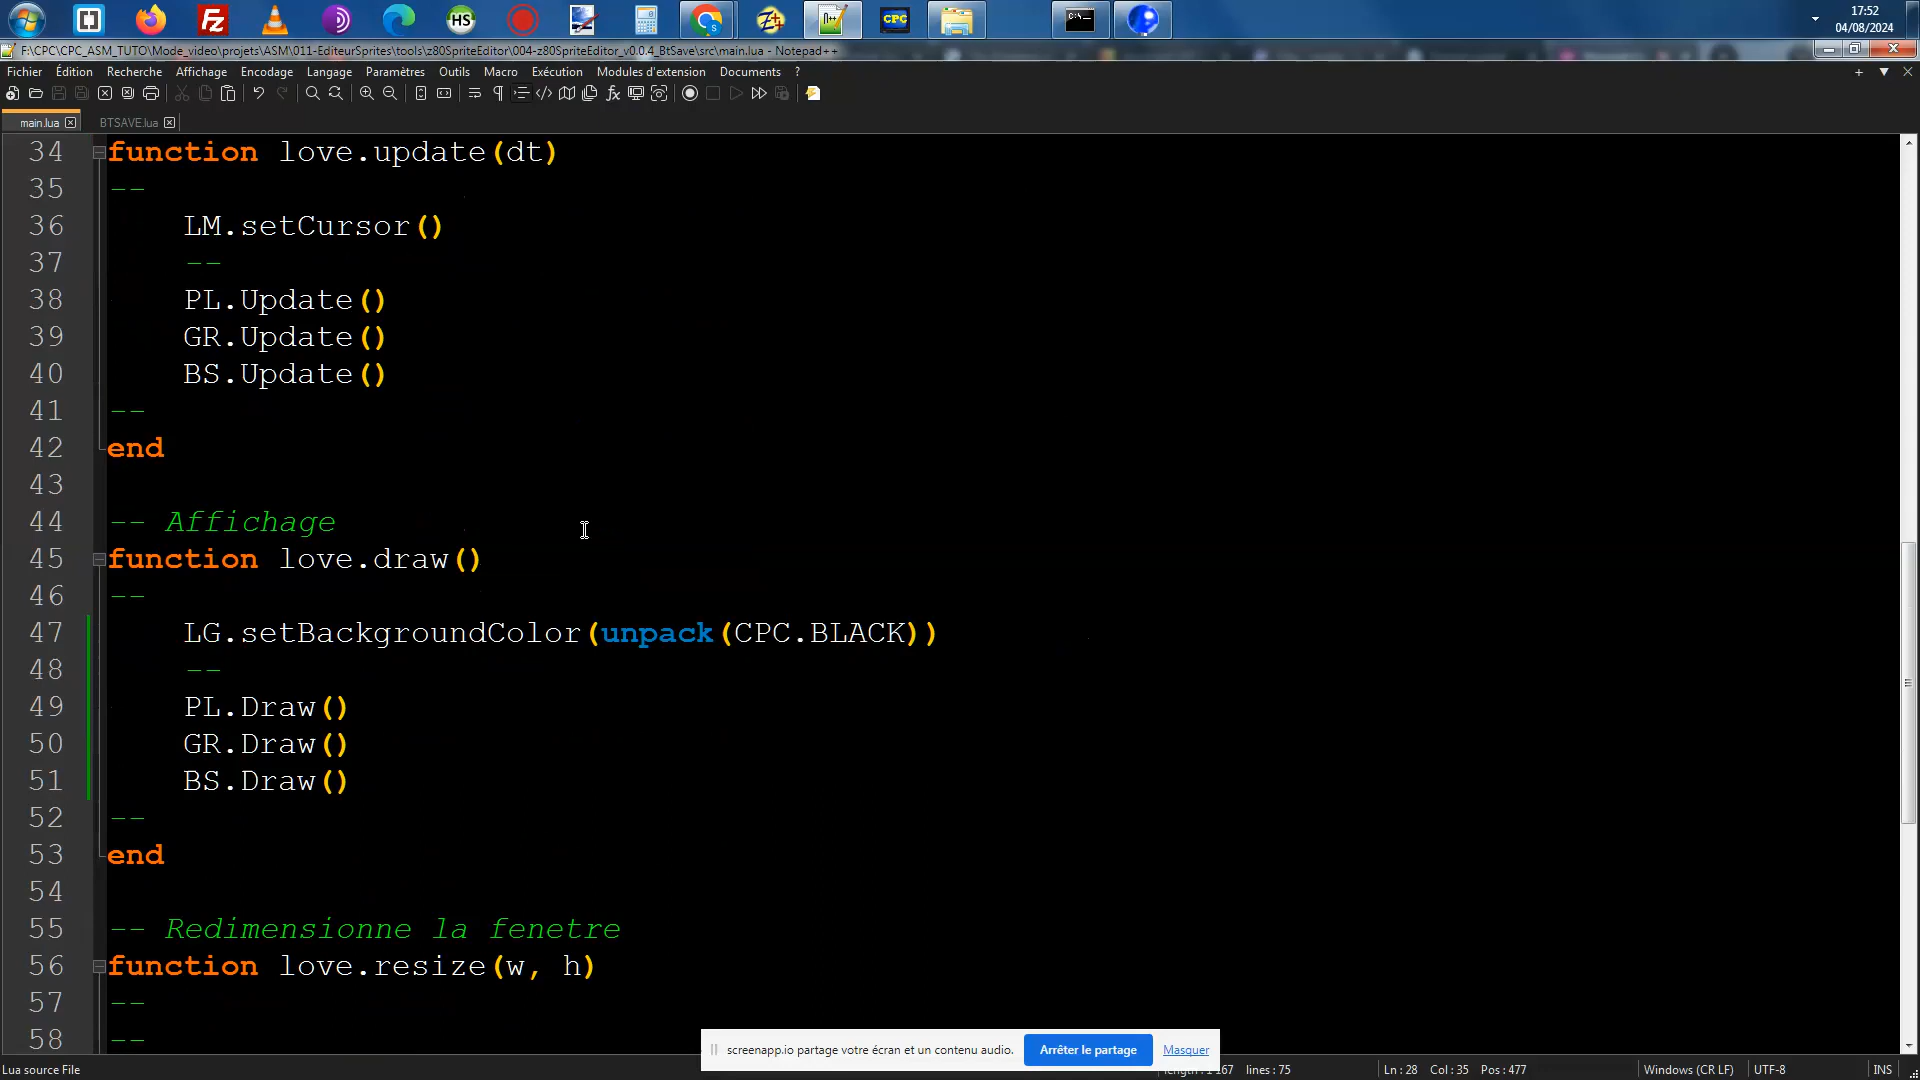 HS
N++
CPC
C:\
17:52
04/08/2024
F:\CPC\CPC_ASM_TUTO\Mode_video\projets\ASM\011-EditeurSprites\tools\z80SpriteEditor\004-z80SpriteEditor_v0.0.4_BtSave\src\main.lua - Notepad++
Fichier Édition Recherche Affichage Encodage Langage Paramètres Outils Macro Exécution Modules d'extension Documents ?
main.lua BTSAVE.lua
34 function love.update(dt)
35 --
36 LM.setCursor()
37 --
38 PL.Update()
39 GR.Update()
40 BS.Update()
41 --
42 end
43
44 -- Affichage
45 function love.draw()
46 --
47 LG.setBackgroundColor(unpack(CPC.BLACK))
48 --
49 PL.Draw()
50 GR.Draw()
51 BS.Draw()
52 --
53 end
54
55 -- Redimensionne la fenetre
56 function love.resize(w, h)
57 --
58 --
screenapp.io partage votre écran et un contenu audio. Arrêter le partage Masquer
Lua source File lines : 75 Ln : 28 Col : 35 Pos : 477 Windows (CR LF) UTF-8 INS